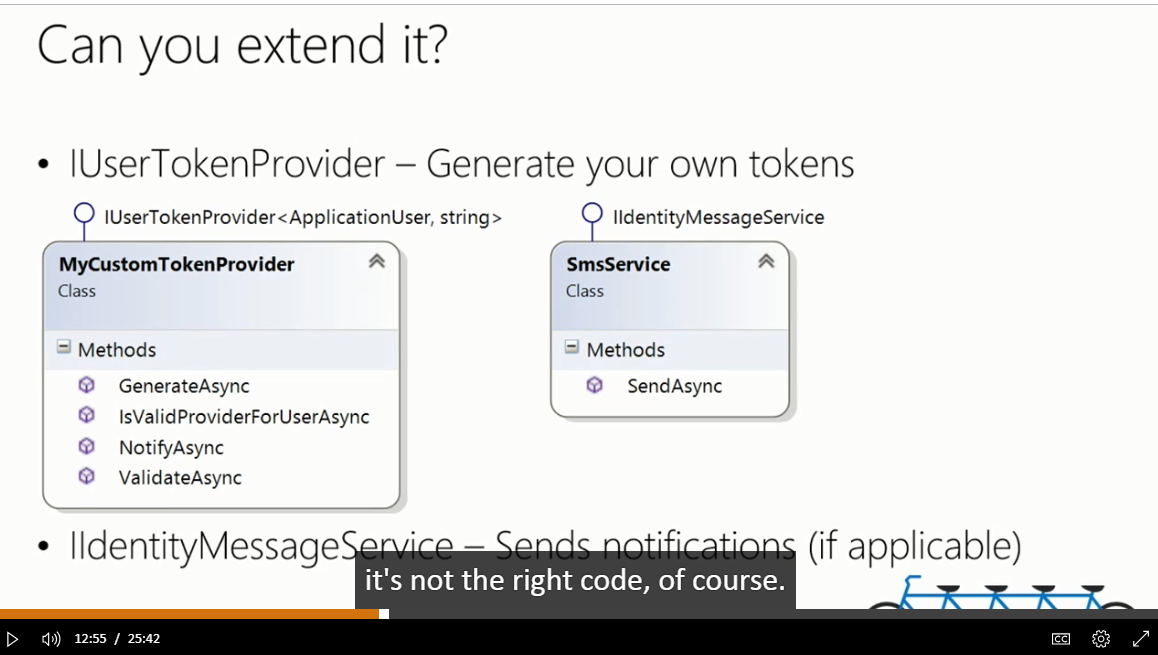 Can you extend it?
• IUserTokenProvider – Generate your own tokens
IUserTokenProvider<ApplicationUser, string>
MyCustomTokenProvider
Class
Methods
GenerateAsync
IsValidProviderForUserAsync
NotifyAsync
ValidateAsync
IIdentityMessageService
SmsService
Class
Methods
SendAsync
• IIdentityMessageService – Sends notifications (if applicable)
it's not the right code, of course.
12:55 / 25:42
CC